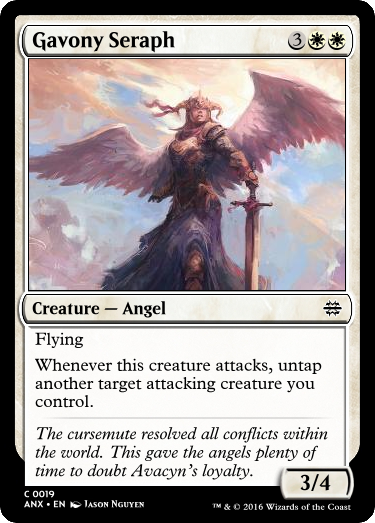 Gavony Seraph 3
Creature — Angel
Flying
Whenever this creature attacks, untap
another target attacking creature you
control.
The cursemute resolved all conflicts within
the world. This gave the angels plenty of
time to doubt Avacyn's loyalty.
3/4
C 0019
ANX • EN Jason Nguyen
™ & © 2016 Wizards of the Coast